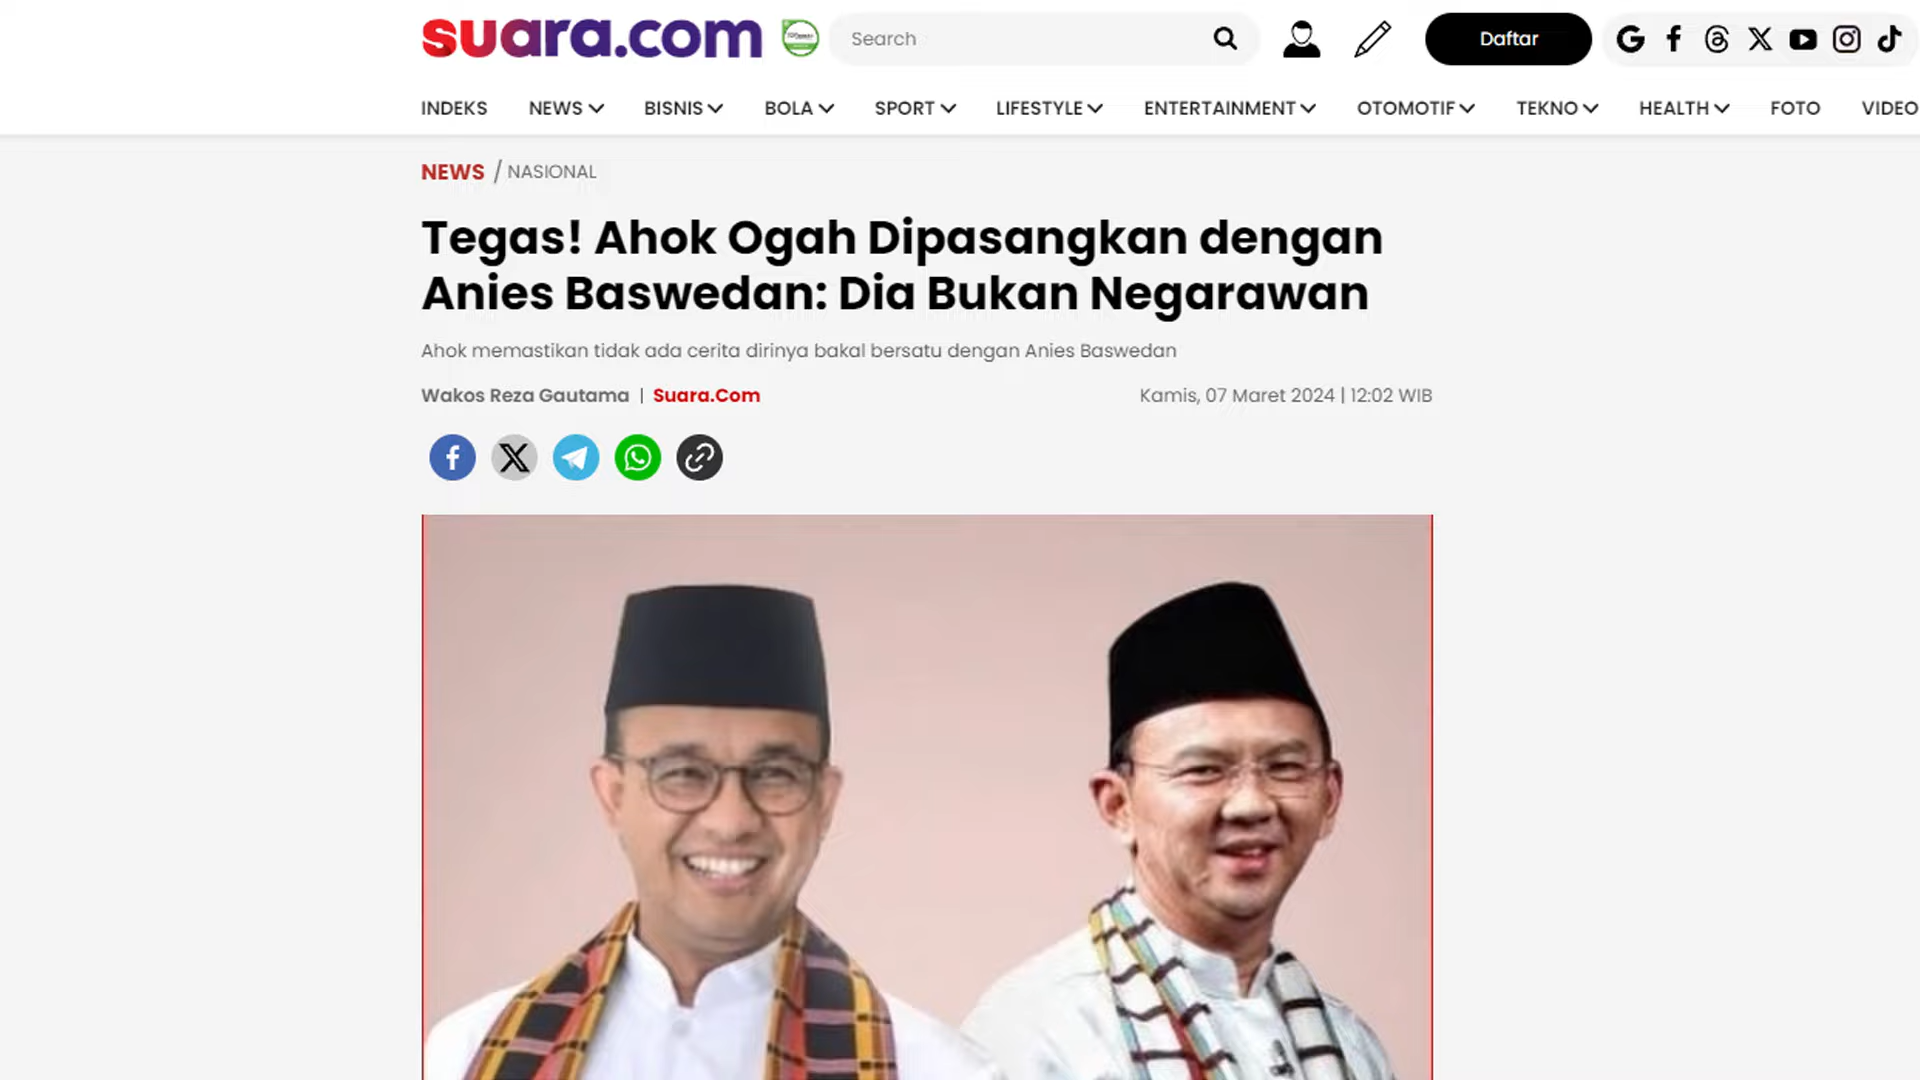 suara.com
Search
Daftar
INDEKS NEWS BISNIS BOLA SPORT LIFESTYLE ENTERTAINMENT OTOMOTIF TEKNO HEALTH FOTO VIDEO
NEWS / NASIONAL
Tegas! Ahok Ogah Dipasangkan dengan
Anies Baswedan: Dia Bukan Negarawan
Ahok memastikan tidak ada cerita dirinya bakal bersatu dengan Anies Baswedan
Wakos Reza Gautama | Suara.Com
Kamis, 07 Maret 2024 | 12:02 WIB